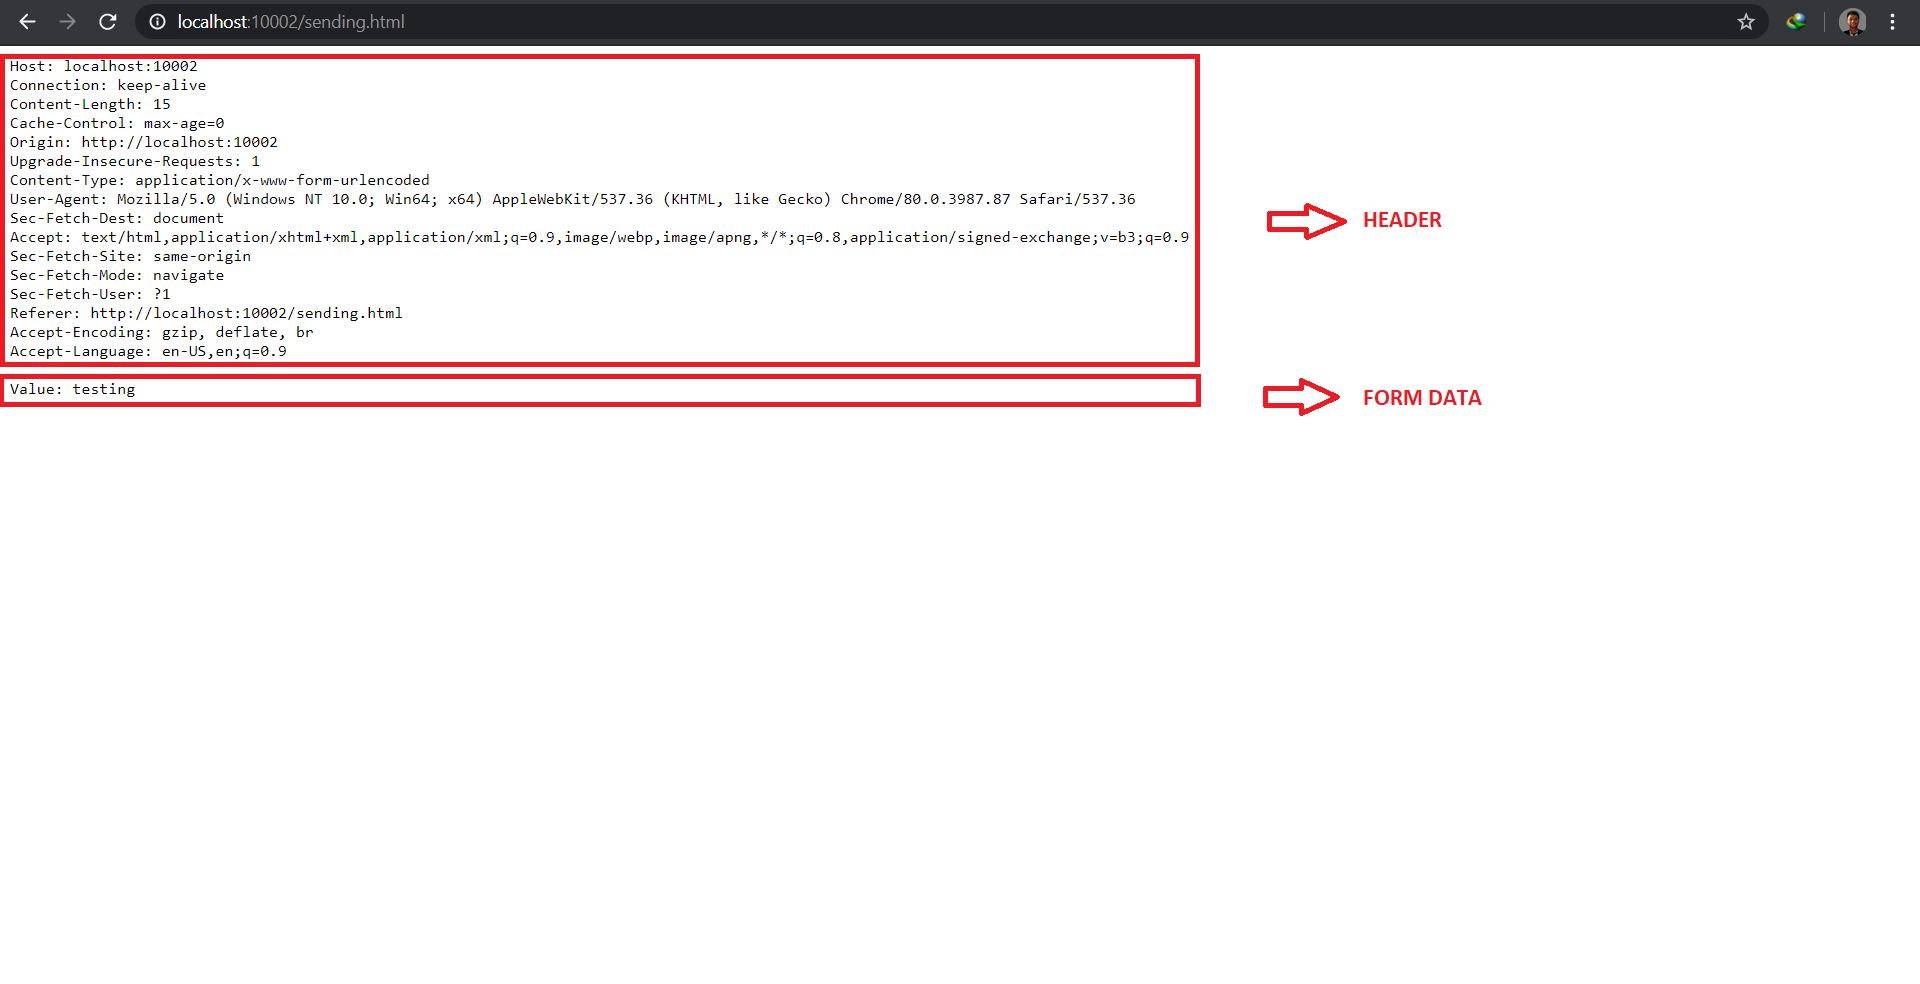 localhost:10002/sending.html
Host: localhost:10002
Connection: keep-alive
Content-Length: 15
Cache-Control: max-age=0
Origin: http://localhost:10002
Upgrade-Insecure-Requests: 1
Content-Type: application/x-www-form-urlencoded
User-Agent: Mozilla/5.0 (Windows NT 10.0; Win64; x64) AppleWebKit/537.36 (KHTML, like Gecko) Chrome/80.0.3987.87 Safari/537.36
Sec-Fetch-Dest: document
Accept: text/html,application/xhtml+xml,application/xml;q=0.9,image/webp,image/apng,*/*;q=0.8,application/signed-exchange;v=b3;q=0.9
Sec-Fetch-Site: same-origin
Sec-Fetch-Mode: navigate
Sec-Fetch-User: ?1
Referer: http://localhost:10002/sending.html
Accept-Encoding: gzip, deflate, br
Accept-Language: en-US,en;q=0.9
HEADER
Value: testing
FORM DATA